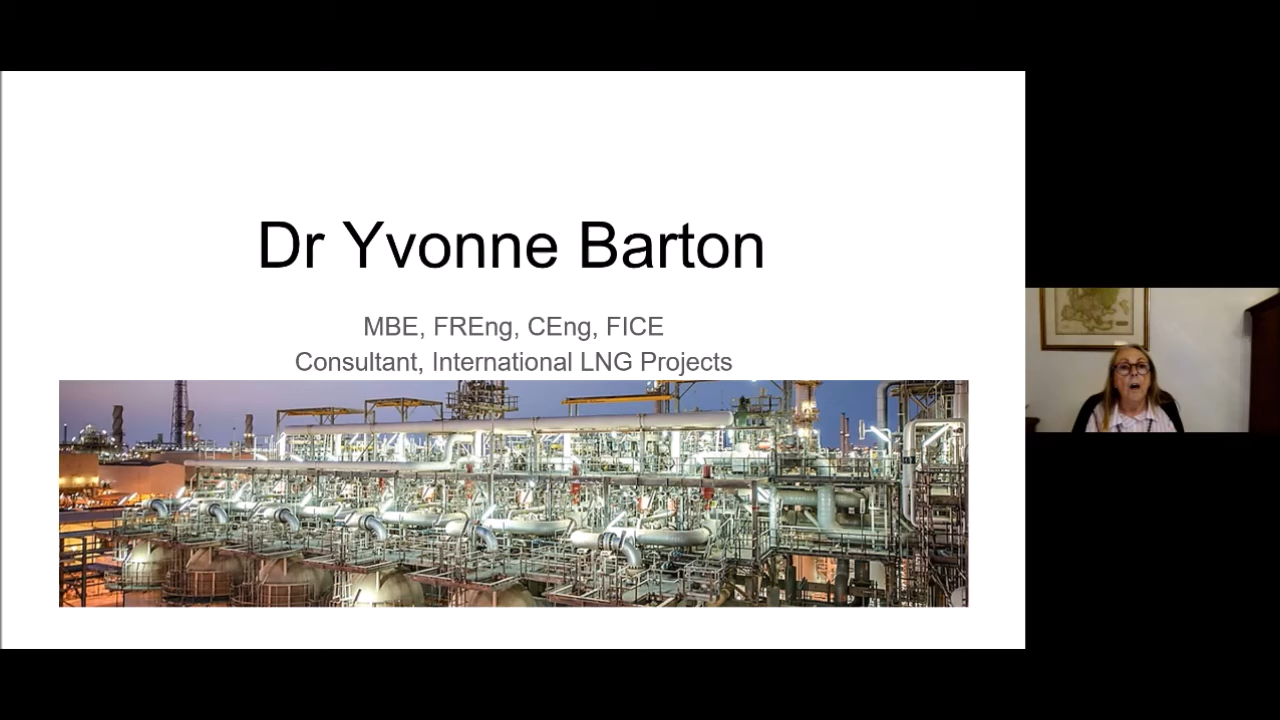 Dr Yvonne Barton
MBE, FREng, CEng, FICE
Consultant, International LNG Projects